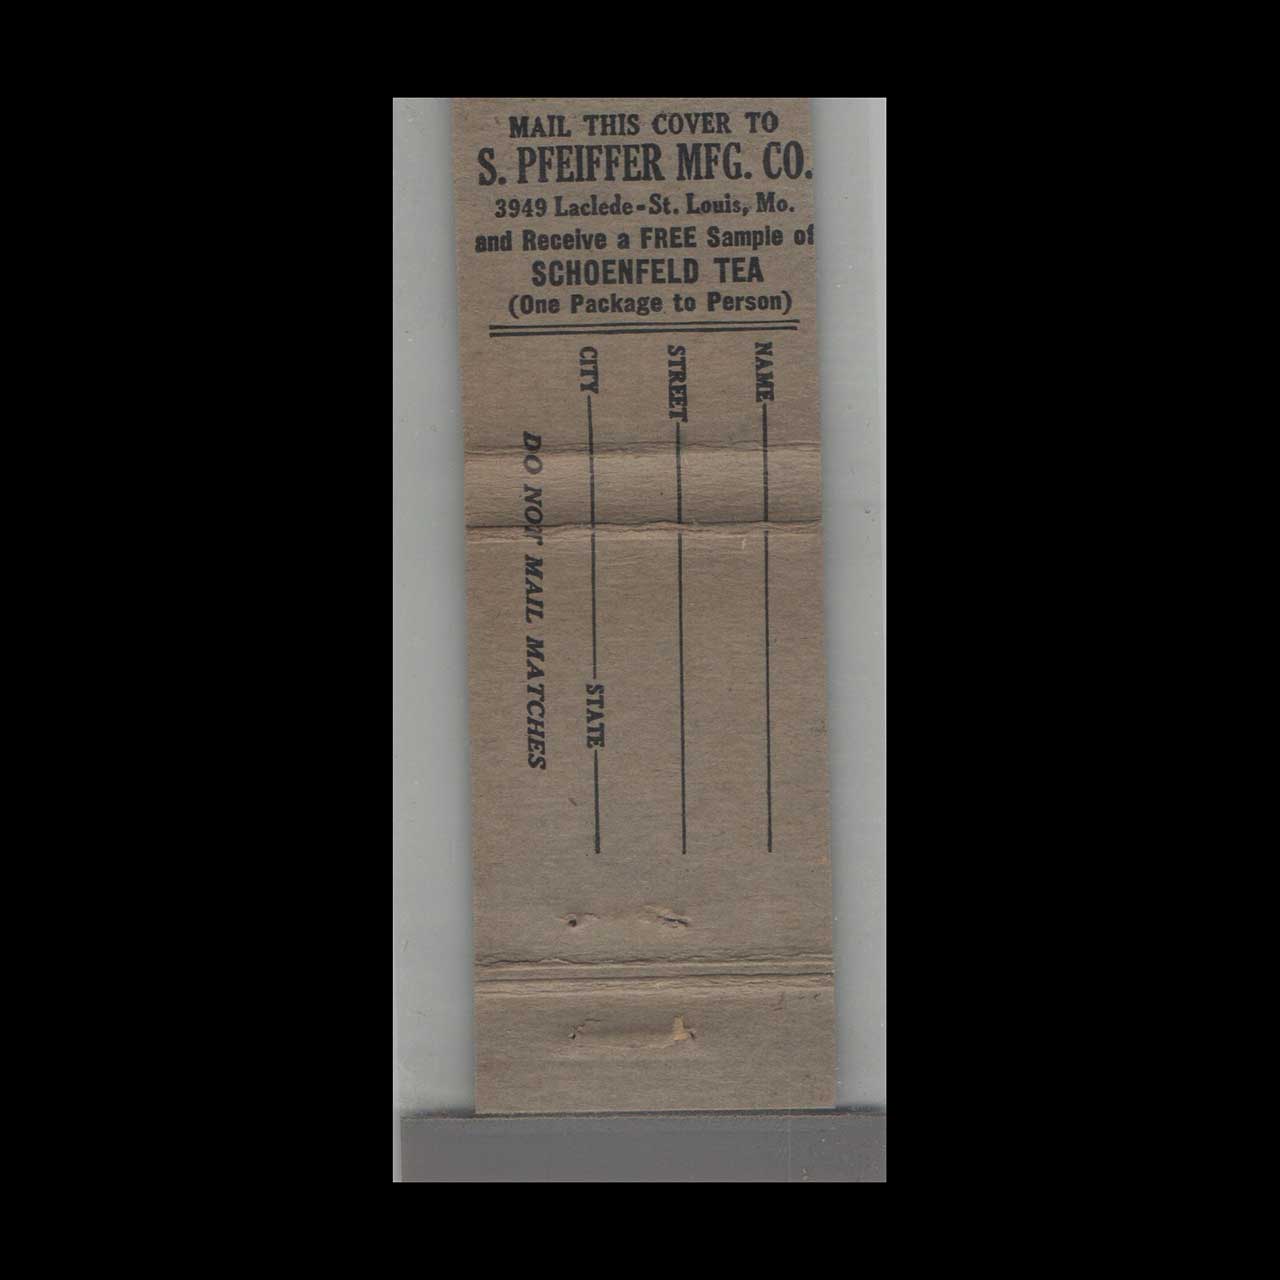 MAIL THIS COVER TO
S. PFEIFFER MFG. CO.
3949 Laclede-St. Louis, Mo.
and Receive a FREE Sample of
SCHOENFELD TEA
(One Package to Person)
NAME
STREET
CITY STATE
DO NOT MAIL MATCHES